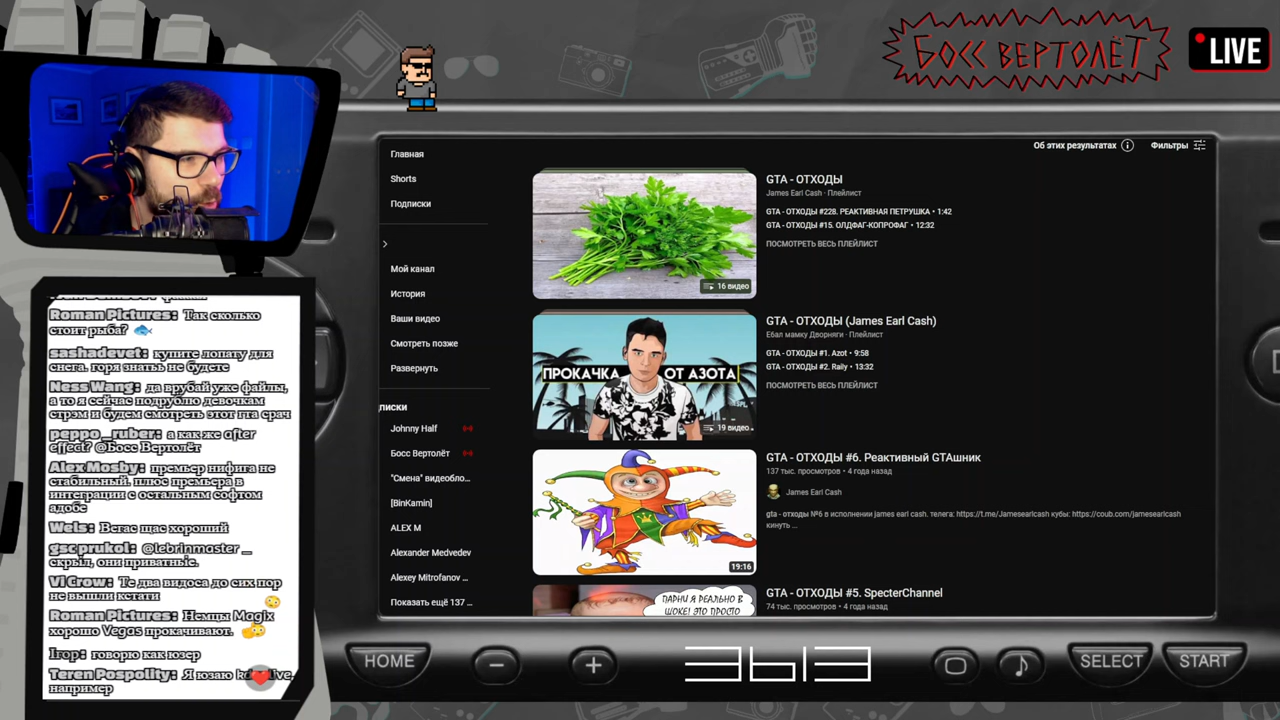 БОСС ВЕРТОЛЁТ
LIVE
Roman Pictures: Так сколько
стоит рыба?
sashadevet: купите лопату для
снега. горя знатьь не будете
Ness Wang: да врубай уже файлы,
а то я сейчас подрублю девочкам
стрэм и будем смотреть этот гта срач
peppo_ruber: а как же after
effect? @Босс Вертолёт
Alex Mosby: премьер нифига не
стабильный. плюс премьера в
интеграции с остальным софтом
адобе
Wels: Вегас щас хороший
gsc prukol: @lebrinmaster _
скрыл, они приватные.
Vi Crow: Те два видоса до сих пор
не вышли кстати
Roman Pictures: Немцы Magix
хорошо Vegas прокачивают.
Игор: говорю как юзер
Teren Pospolity: Я юзаю
например
Главная
Shorts
Подписки
Мой канал
История
Ваши видео
Смотреть позже
Развернуть
писки
Johnny Half
Босс Вертолёт
"Смена" видеобло...
[BinKamin]
ALEX M
Alexander Medvedev
Alexey Mitrofanov ...
Показать ещё 137 ...
Об этих результатах
Фильтры
16 видео
GTA - ОТХОДЫ
James Earl Cash · Плейлист
GTA - ОТХОДЫ #228. РЕАКТИВНАЯ ПЕТРУШКА • 1:42
GTA - ОТХОДЫ #15. ОЛДФАГ-КОПРОФАГ • 12:32
ПОСМОТРЕТЬ ВЕСЬ ПЛЕЙЛИСТ
ПРОКАЧКА ОТ АЗОТА
19 видео
GTA - ОТХОДЫ (James Earl Cash)
Ебал мамку Дворняги · Плейлист
GTA - ОТХОДЫ #1. Azot • 9:58
GTA - ОТХОДЫ #2. Raily • 13:32
ПОСМОТРЕТЬ ВЕСЬ ПЛЕЙЛИСТ
19:16
GTA - ОТХОДЫ #6. Реактивный GTAшник
137 тыс. просмотров • 4 года назад
James Earl Cash
gta - отходы №6 в исполнении james earl cash. телега: https://t.me/Jamesearlcash кубы: https://coub.com/jamesearlcash
кинуть ...
ПАРНИ Я РЕАЛЬНО В
ШОКЕ! ЭТО ПРОСТО
GTA - ОТХОДЫ #5. SpecterChannel
74 тыс. просмотров • 4 года назад
HOME
3613
SELECT
START